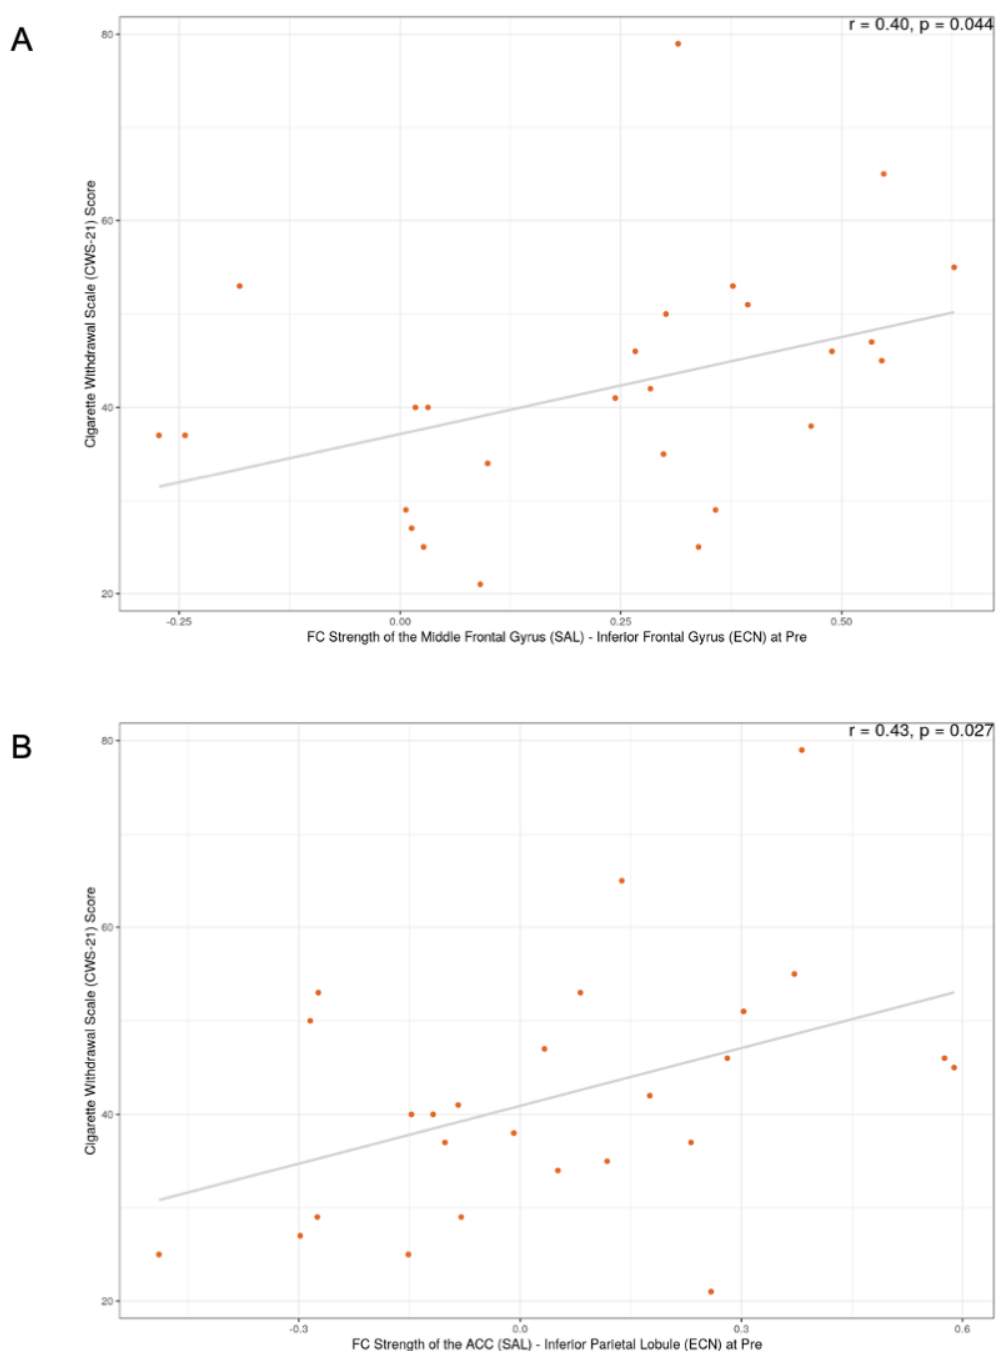 A
r = 0.40, p = 0.044
80
60
40
20
Cigarette Withdrawal Scale (CWS-21) Score
-0.25
0.00
0.25
0.50
FC Strength of the Middle Frontal Gyrus (SAL) - Inferior Frontal Gyrus (ECN) at Pre
B
r = 0.43, p = 0.027
80
60
40
20
Cigarette Withdrawal Scale (CWS-21) Score
-0.3
0.0
0.3
0.6
FC Strength of the ACC (SAL) - Inferior Parietal Lobule (ECN) at Pre